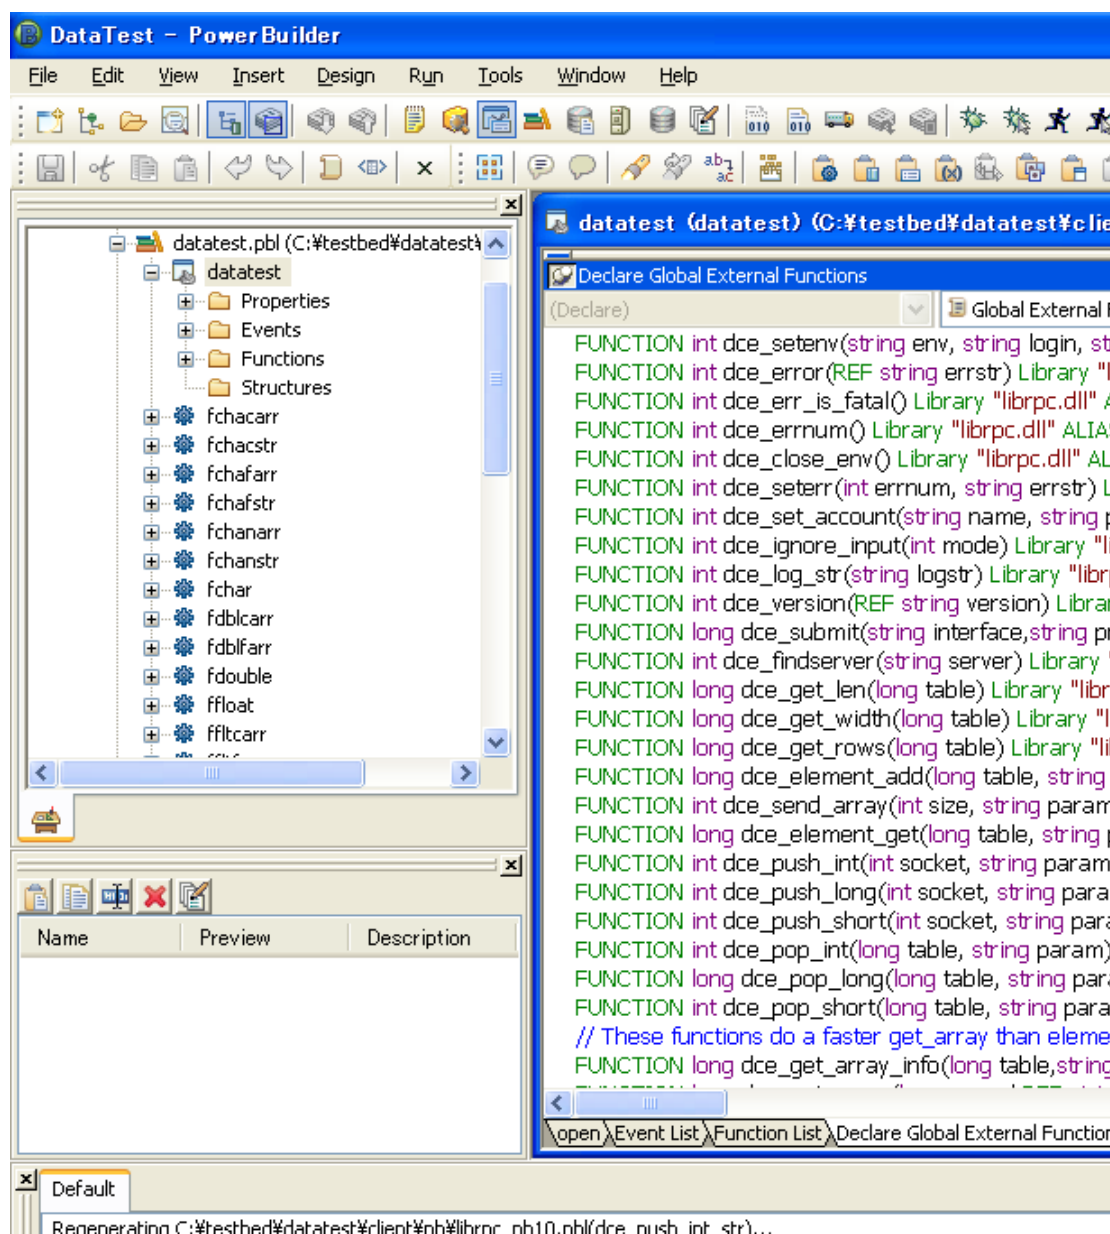 DataTest - PowerBuilder
File Edit View Insert Design Run Tools Window Help
datatest.pbl (C:¥testbed¥datatest¥
datatest
Properties
Events
Functions
Structures
fchacarr
fchacstr
fchafarr
fchafstr
fchanarr
fchanstr
fchar
fdblcarr
fdblfarr
fdouble
ffloat
ffltcarr
Name Preview Description
datatest (datatest) (C:¥testbed¥datatest¥clie
Declare Global External Functions
(Declare) Global External
FUNCTION int dce_setenv(string env, string login, st
FUNCTION int dce_error(REF string errstr) Library "l
FUNCTION int dce_err_is_fatal() Library "librpc.dll" A
FUNCTION int dce_errnum() Library "librpc.dll" ALIA
FUNCTION int dce_close_env() Library "librpc.dll" AL
FUNCTION int dce_seterr(int errnum, string errstr) L
FUNCTION int dce_set_account(string name, string p
FUNCTION int dce_ignore_input(int mode) Library "li
FUNCTION int dce_log_str(string logstr) Library "libr
FUNCTION int dce_version(REF string version) Librar
FUNCTION long dce_submit(string interface,string pr
FUNCTION int dce_findserver(string server) Library "
FUNCTION long dce_get_len(long table) Library "libr
FUNCTION long dce_get_width(long table) Library "l
FUNCTION long dce_get_rows(long table) Library "li
FUNCTION long dce_element_add(long table, string
FUNCTION int dce_send_array(int size, string param
FUNCTION long dce_element_get(long table, string p
FUNCTION int dce_push_int(int socket, string param
FUNCTION int dce_push_long(int socket, string para
FUNCTION int dce_push_short(int socket, string para
FUNCTION int dce_pop_int(long table, string param)
FUNCTION long dce_pop_long(long table, string para
FUNCTION int dce_pop_short(long table, string para
// These functions do a faster get_array than eleme
FUNCTION long dce_get_array_info(long table,string
open Event List Function List Declare Global External Function
Default
Regenerating C:¥testbed¥datatest¥client¥pb¥librpc_pb10.pbl(dce_push_int_str)...